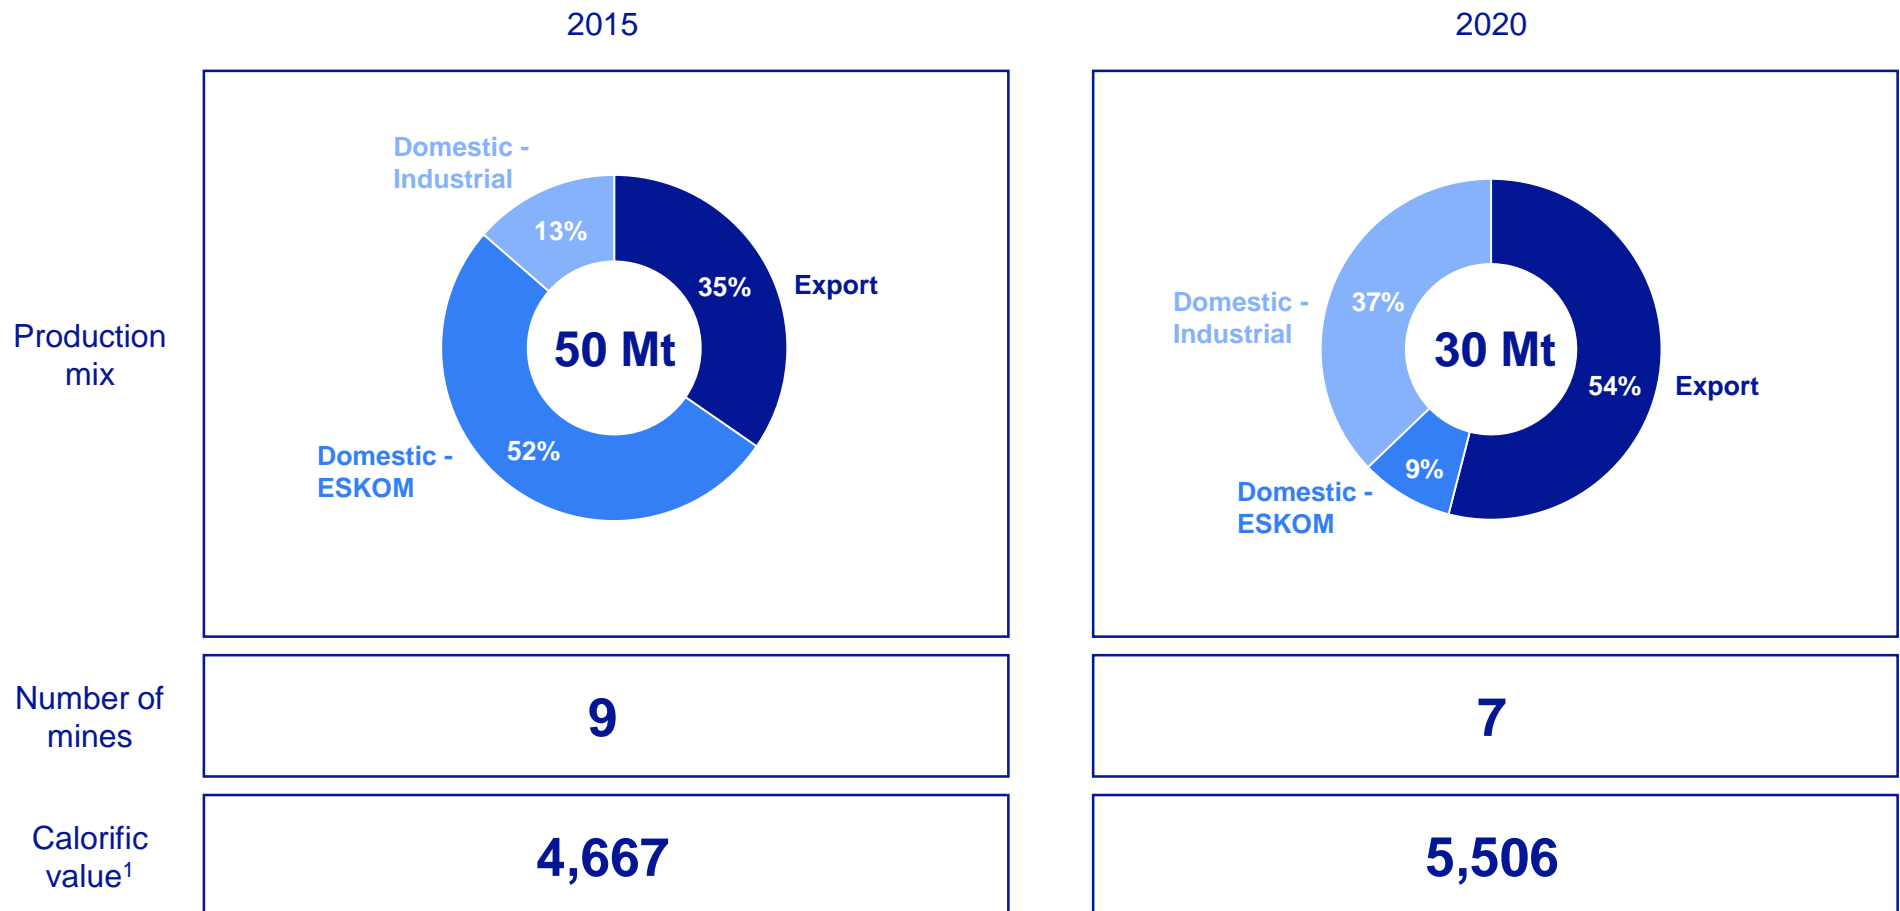 2015
2020
Production
mix
Domestic -
Industrial
13%
35%
Export
50 Mt
Domestic -
ESKOM
52%
Domestic -
Industrial
37%
30 Mt
54%
Export
Domestic -
ESKOM
9%
Number of
mines
9
7
Calorific
value¹
4,667
5,506